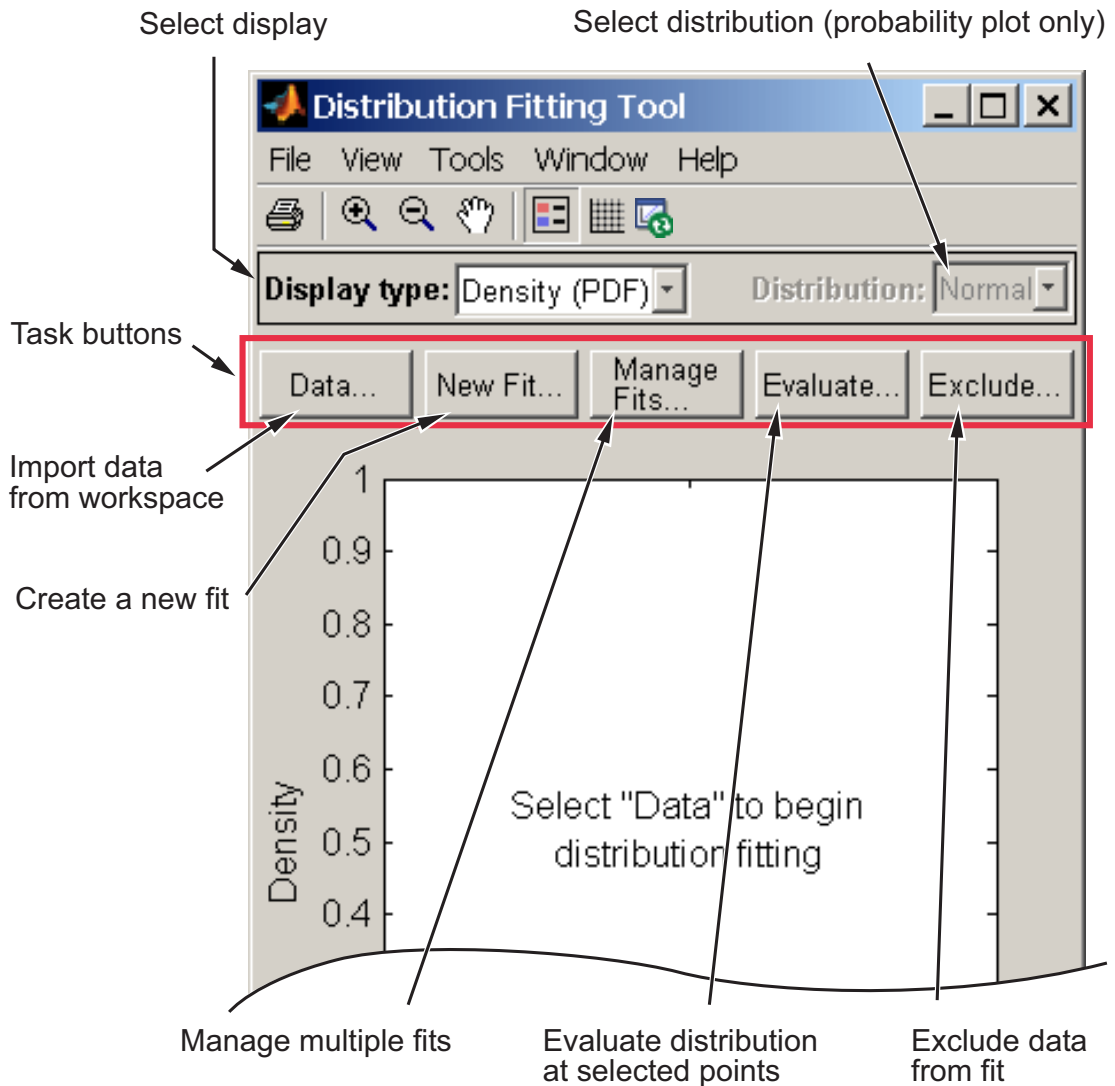 Select display
Select distribution (probability plot only)
Distribution Fitting Tool
File View Tools Window Help
Display type: Density (PDF) Distribution: Normal
Task buttons
Data... New Fit... Manage Fits... Evaluate... Exclude...
Import data
from workspace
1
0.9
Create a new fit
0.8
0.7
0.6
Density
Select "Data" to begin
distribution fitting
0.5
0.4
Manage multiple fits
Evaluate distribution
at selected points
Exclude data
from fit